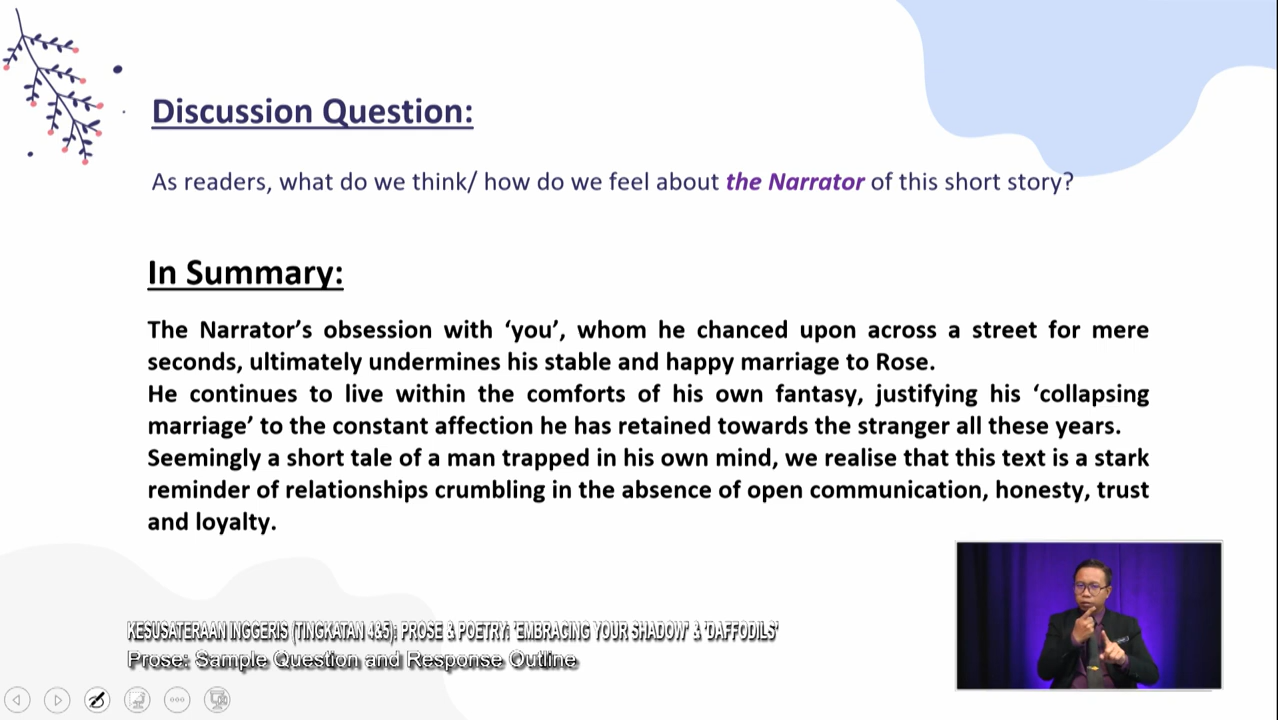 Discussion Question:
As readers, what do we think/ how do we feel about the Narrator of this short story?
In Summary:
The Narrator’s obsession with ‘you’, whom he chanced upon across a street for mere
seconds, ultimately undermines his stable and happy marriage to Rose.
He continues to live within the comforts of his own fantasy, justifying his ‘collapsing
marriage’ to the constant affection he has retained towards the stranger all these years.
Seemingly a short tale of a man trapped in his own mind, we realise that this text is a stark
reminder of relationships crumbling in the absence of open communication, honesty, trust
and loyalty.
KESUSATERAAN INGGERIS (TINGKATAN 4&5): PROSE & POETRY: 'EMBRACING YOUR SHADOW' & 'DAFFODILS'
Prose: Sample Question and Response Outline